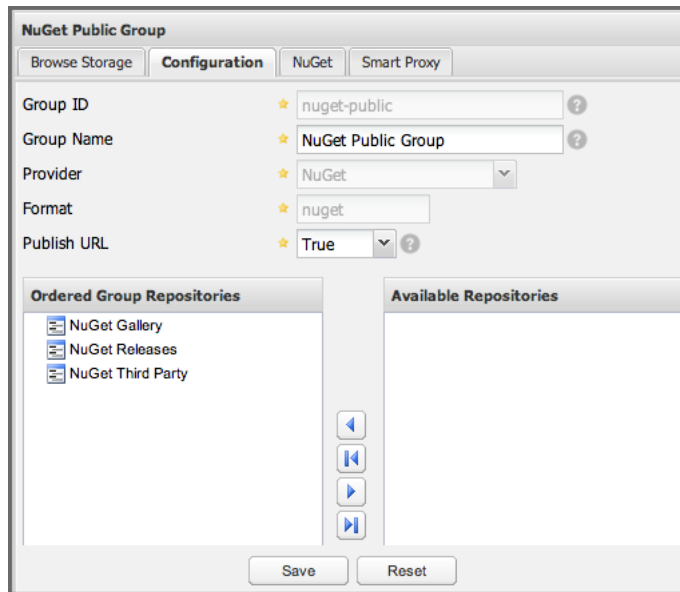 NuGet Public Group
Browse Storage Configuration NuGet Smart Proxy
Group ID nuget-public ?
Group Name NuGet Public Group ?
Provider NuGet
Format nuget
Publish URL True ?
Ordered Group Repositories Available Repositories
NuGet Gallery
NuGet Releases
NuGet Third Party
Save Reset